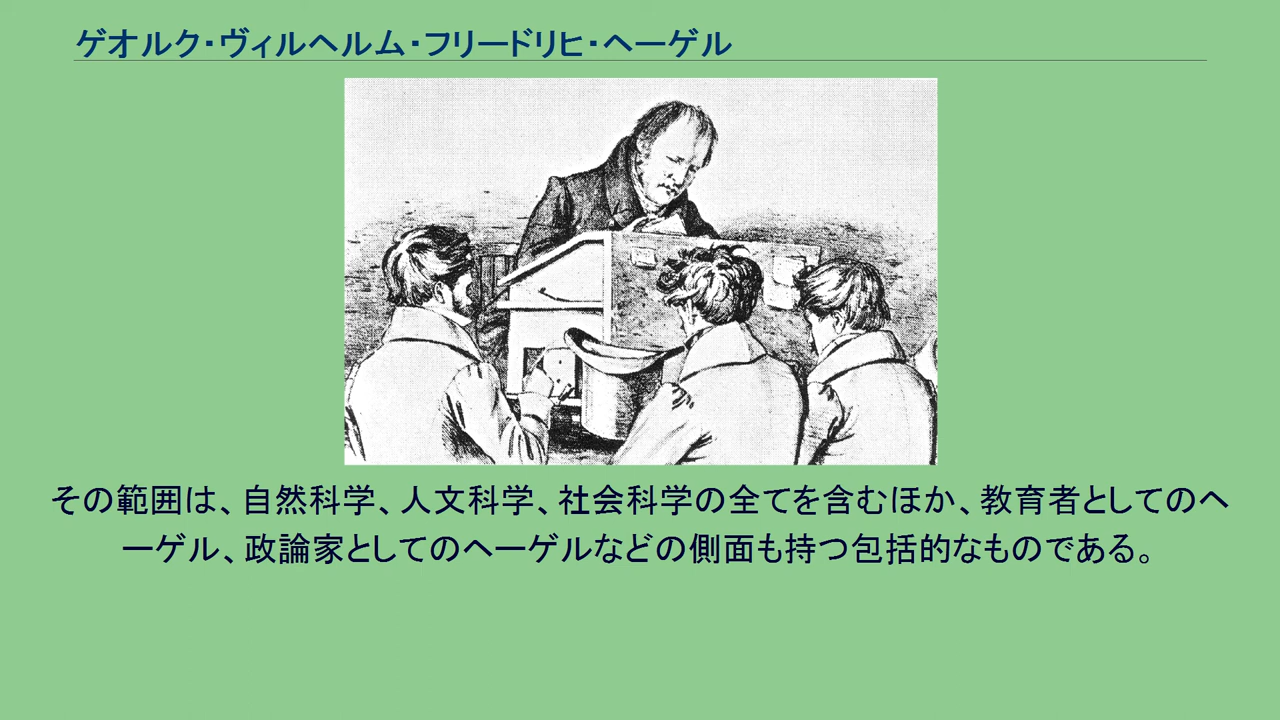 ゲオルク・ヴィルヘルム・フリードリヒ・ヘーゲル
その範囲は、自然科学、人文科学、社会科学の全てを含むほか、教育者としてのヘ
ーゲル、政論家としてのヘーゲルなどの側面も持つ包括的なものである。